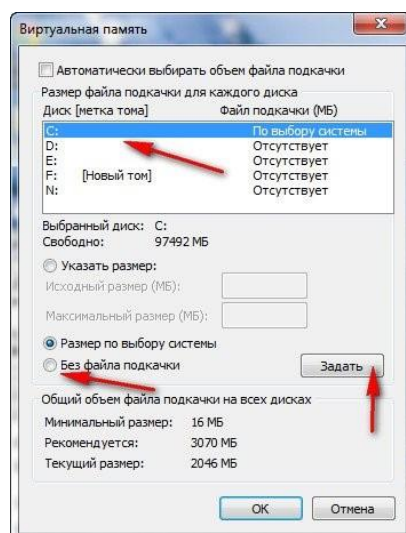 Виртуальная память
Автоматически выбирать объем файла подкачки
Размер файла подкачки для каждого диска
Диск [метка тома] Файл подкачки (МБ)
C: По выбору системы
D: Отсутствует
E: Отсутствует
F: [Новый том] Отсутствует
N: Отсутствует
Выбранный диск: C:
Свободно: 97492 МБ
Указать размер:
Исходный размер (МБ):
Максимальный размер (МБ):
Размер по выбору системы
Без файла подкачки Задать
Общий объем файла подкачки на всех дисках
Минимальный размер: 16 МБ
Рекомендуется: 3070 МБ
Текущий размер: 2046 МБ
ОК Отмена